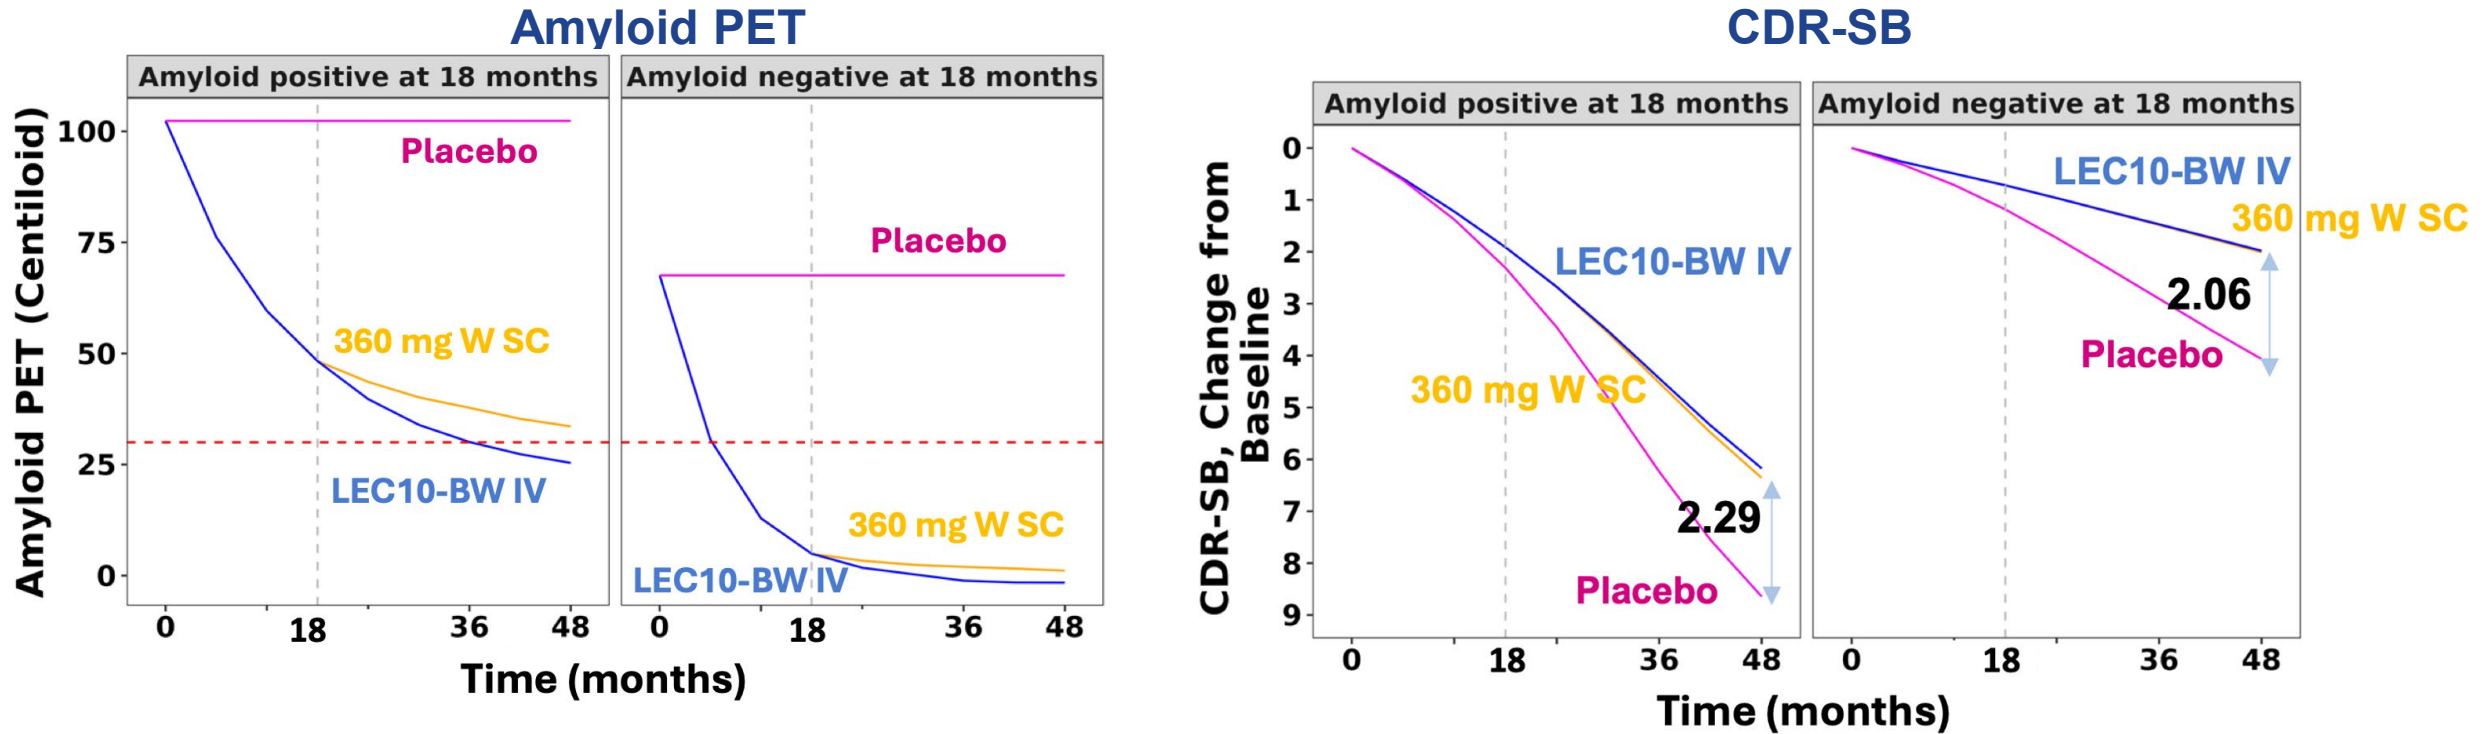 Amyloid PET
Amyloid positive at 18 months
Amyloid negative at 18 months
Amyloid PET (Centiloid)
100
75
50
25
0
Placebo
360 mg W SC
LEC10-BW IV
Placebo
360 mg W SC
LEC10-BW IV
0
18
36
48
0
18
36
48
Time (months)
CDR-SB
Amyloid positive at 18 months
Amyloid negative at 18 months
CDR-SB, Change from
Baseline
0
1
2
3
4
5
6
7
8
9
LEC10-BW IV
360 mg W SC
2.29
Placebo
LEC10-BW IV
360 mg W SC
2.06
Placebo
0
18
36
48
0
18
36
48
Time (months)